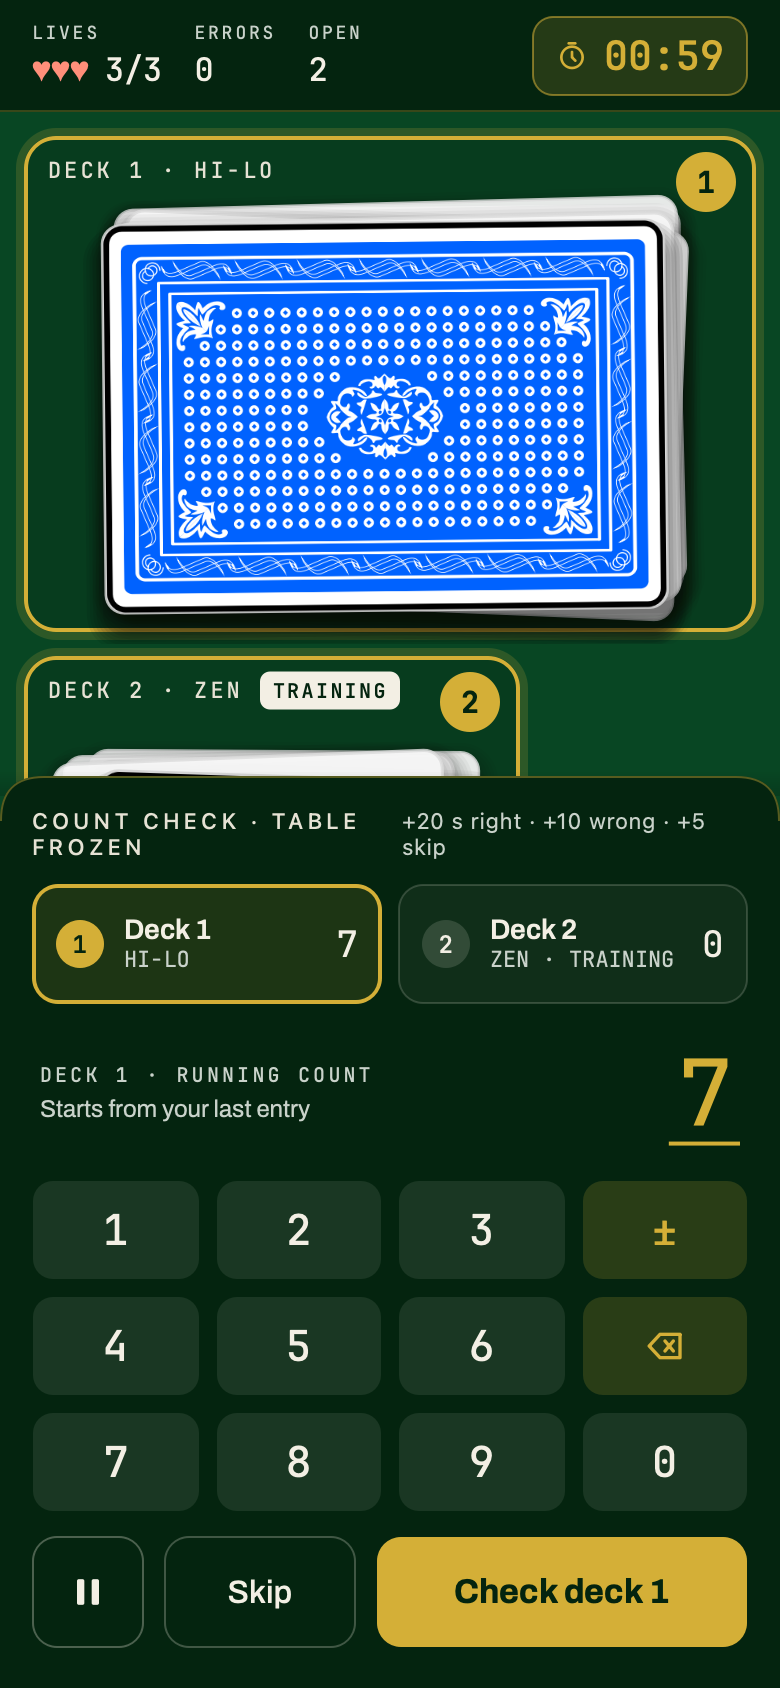 LIVES ERRORS OPEN
♥♥♥ 3/3 0 2
00:59
DECK 1 · HI-LO
1
DECK 2 · ZEN TRAINING
2
COUNT CHECK · TABLE FROZEN
+20 s right · +10 wrong · +5 skip
1 Deck 1 7
HI-LO
2 Deck 2 0
ZEN · TRAINING
DECK 1 · RUNNING COUNT
Starts from your last entry
7
1 2 3 ±
4 5 6
7 8 9 0
Skip Check deck 1